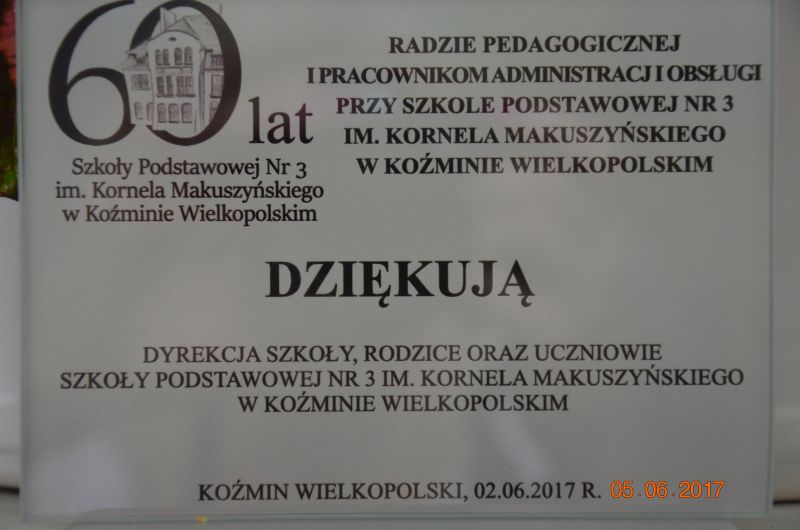 60 lat
Szkoły Podstawowej Nr 3
im. Kornela Makuszyńskiego
w Koźminie Wielkopolskim
RADZIE PEDAGOGICZNEJ
I PRACOWNIKOM ADMINISTRACJI I OBSŁUGI
PRZY SZKOLE PODSTAWOWEJ NR 3
IM. KORNELA MAKUSZYŃSKIEGO
W KOŹMINIE WIELKOPOLSKIM
DZIĘKUJĄ
DYREKCJA SZKOŁY, RODZICE ORAZ UCZNIOWIE
SZKOŁY PODSTAWOWEJ NR 3 IM. KORNELA MAKUSZYŃSKIEGO
W KOŹMINIE WIELKOPOLSKIM
KOŹMIN WIELKOPOLSKI, 02.06.2017 R.
05.06.2017